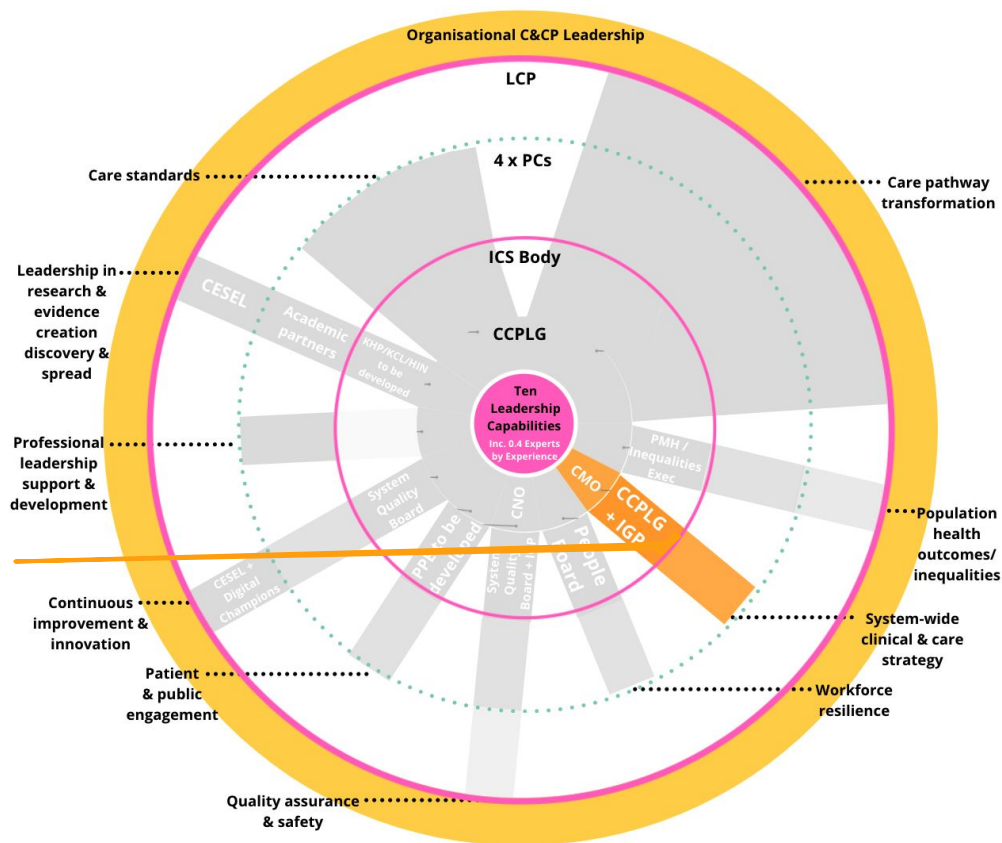 Organisational C&CP Leadership
LCP
4 x PCs
ICS Body
CCPLG
Ten
Leadership
Capabilities
Inc. 0.4 Experts
by Experience
Care pathway
transformation
PMH /
Inequalities
Exec
Population
health
outcomes/
inequalities
CMO
CCPLG
+ IGP
System-wide
clinical & care
strategy
People
Board
Workforce
resilience
CNO
System
Quality
Board +
Quality assurance
& safety
PPI to be
developed
Patient
& public
engagement
System
Quality
Board
CESEL +
Digital
Champions
Continuous
improvement &
innovation
Professional
leadership
support &
development
KHP/KCL/HIN
to be
developed
Academic
partners
CESEL
Leadership in
research &
evidence
creation
discovery &
spread
Care standards